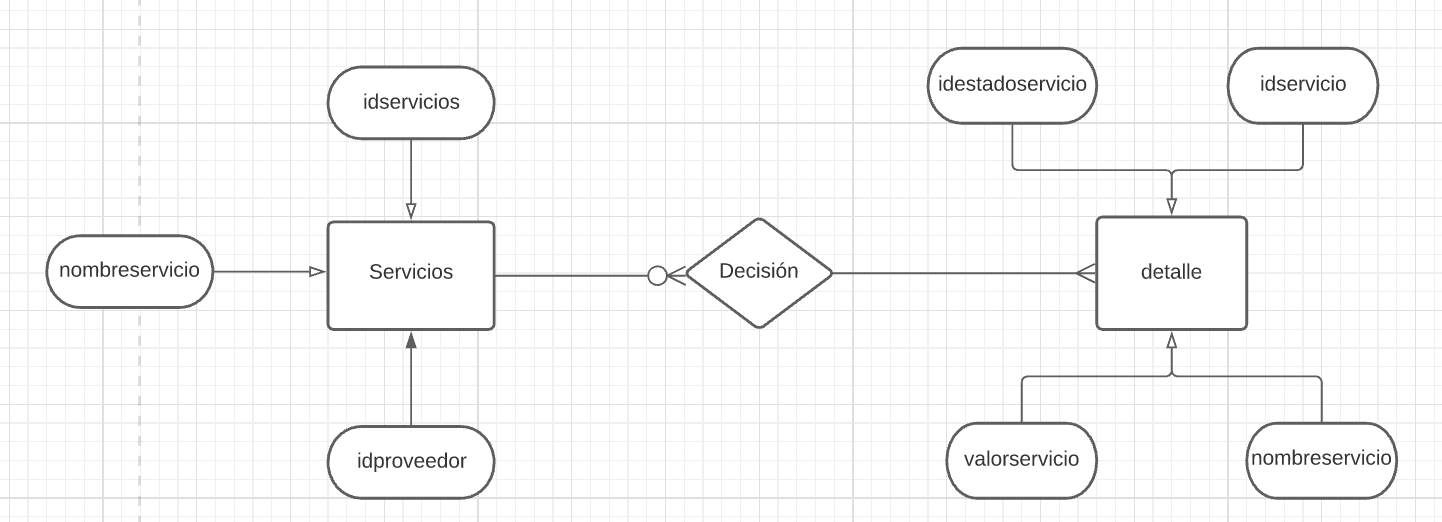 idestadoservicio
idservicio
idservicios
nombreservicio
Servicios
Decisión
detalle
idproveedor
valorservicio
nombreservicio